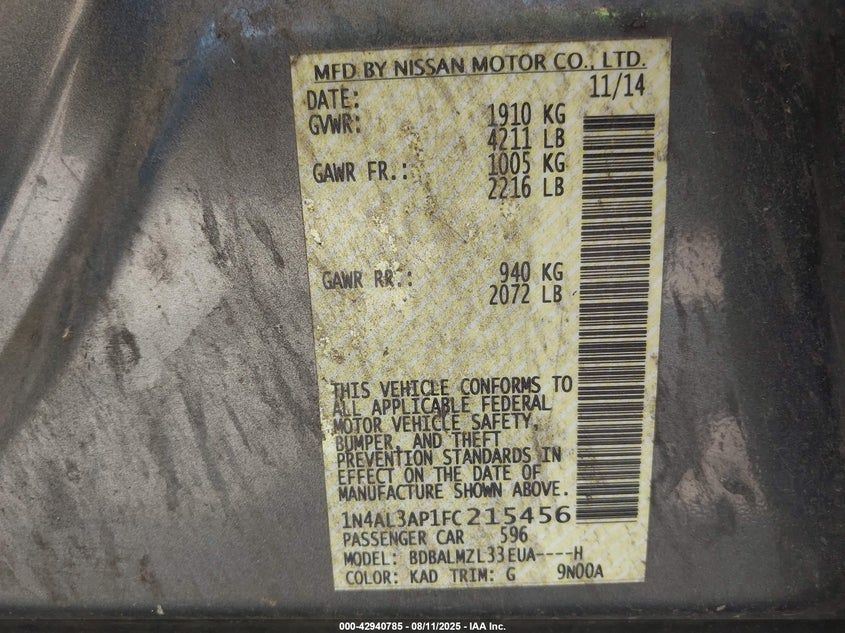 MFD BY NISSAN MOTOR CO., LTD.
DATE: 11/14
GVWR: 1910 KG
4211 LB
GAWR FR.: 1005 KG
2216 LB
GAWR RR.: 940 KG
2072 LB
THIS VEHICLE CONFORMS TO
ALL APPLICABLE FEDERAL
MOTOR VEHICLE SAFETY,
BUMPER, AND THEFT
PREVENTION STANDARDS IN
EFFECT ON THE DATE OF
MANUFACTURE SHOWN ABOVE.
1N4AL3AP1FC215456
PASSENGER CAR 596
MODEL: BDBALMZL33EUA----H
COLOR: KAD TRIM: G 9N00A
000-42940785 - 08/11/2025 - IAA Inc.